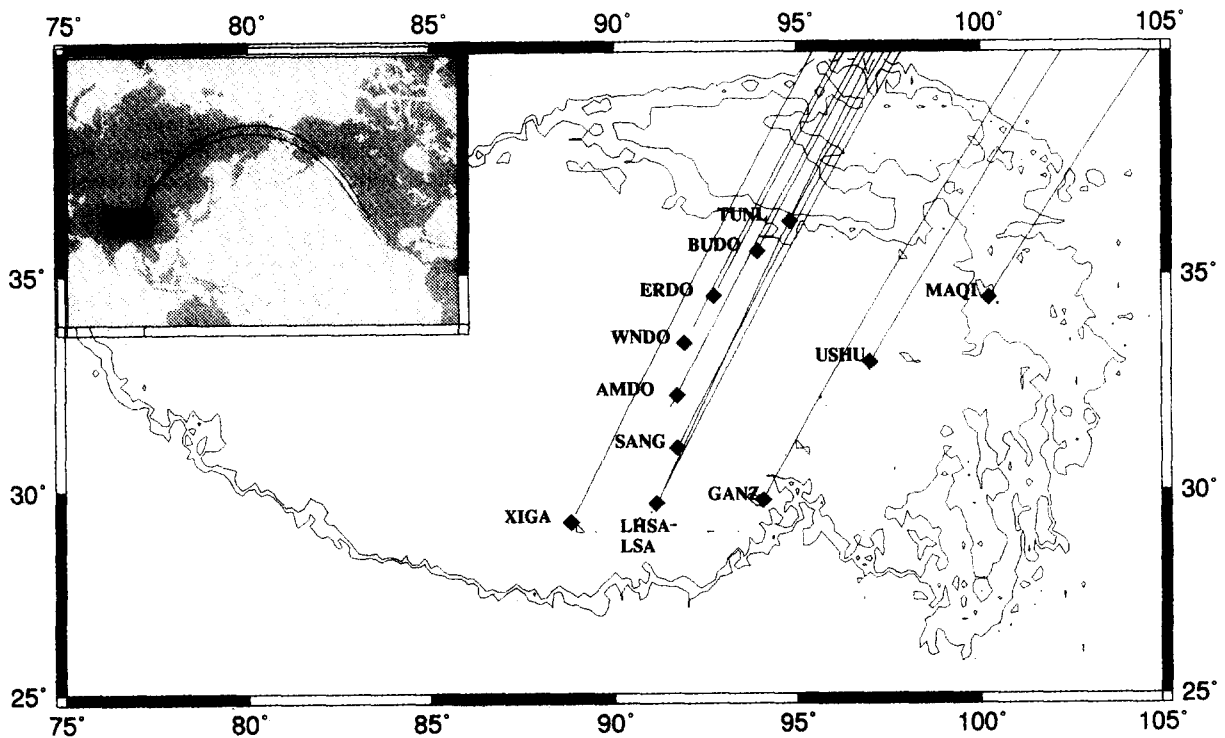 75° 80° 85° 90° 95° 100° 105°
TUNL
BUDO
35° 35°
ERDO MAQI
WNDO
USHU
AMDO
SANG
30° GANZ 30°
XIGA LHSA-
LSA
25° 25°
75° 80° 85° 90° 95° 100° 105°